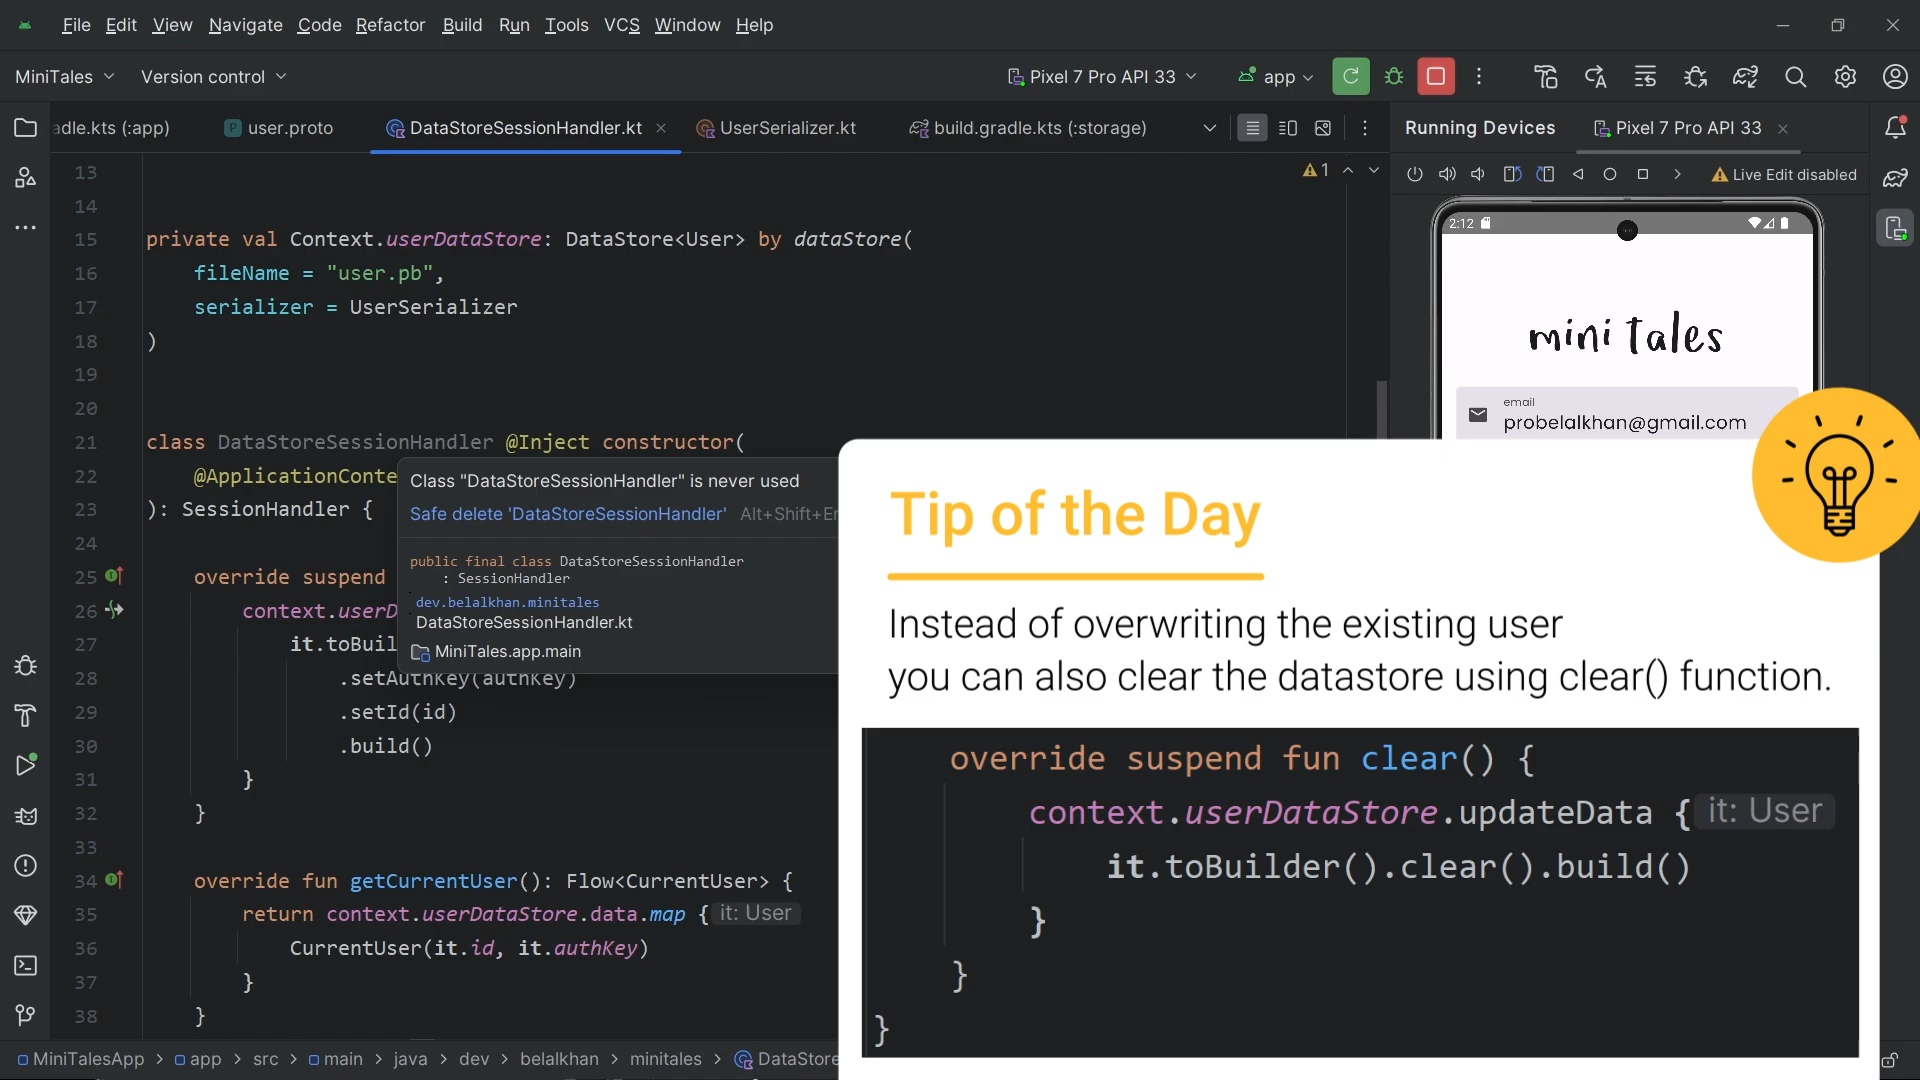 File Edit View Navigate Code Refactor Build Run Tools VCS Window Help
MiniTales Version control Pixel 7 Pro API 33 app
adle.kts (:app) user.proto DataStoreSessionHandler.kt UserSerializer.kt build.gradle.kts (:storage) Running Devices Pixel 7 Pro API 33
1 Live Edit disabled
13
14
15 private val Context.userDataStore: DataStore<User> by dataStore(
16 fileName = "user.pb",
17 serializer = UserSerializer
18 )
19
20
21 class DataStoreSessionHandler @Inject constructor(
22 @ApplicationConte
23 ): SessionHandler {
24
25 override suspend
26 context.userD
27 it.toBuil
28 .setAuthKey(authKey)
29 .setId(id)
30 .build()
31 }
32 }
33
34 override fun getCurrentUser(): Flow<CurrentUser> {
35 return context.userDataStore.data.map { it: User
36 CurrentUser(it.id, it.authKey)
37 }
38 }
Class "DataStoreSessionHandler" is never used
Safe delete 'DataStoreSessionHandler' Alt+Shift+En
public final class DataStoreSessionHandler
: SessionHandler
dev.belalkhan.minitales
DataStoreSessionHandler.kt
MiniTales.app.main
2:12
mini tales
email
probelalkhan@gmail.com
Tip of the Day
Instead of overwriting the existing user
you can also clear the datastore using clear() function.
override suspend fun clear() {
context.userDataStore.updateData { it: User
it.toBuilder().clear().build()
}
}
}
MiniTalesApp > app > src > main > java > dev > belalkhan > minitales > DataStore